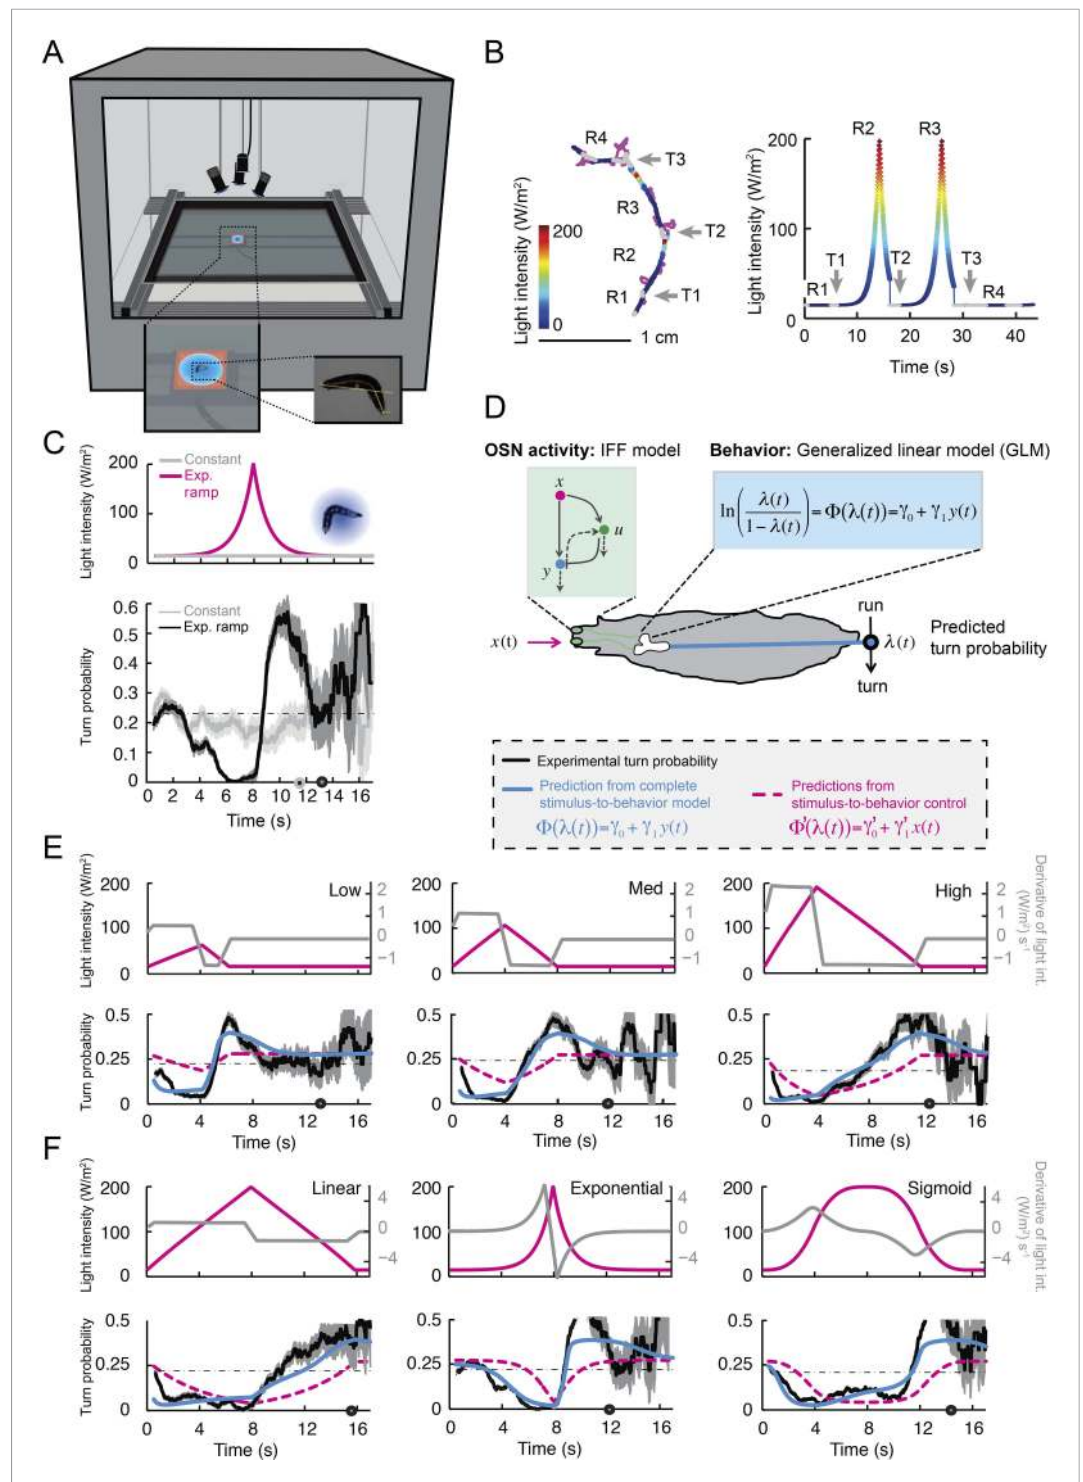 A
B
Light intensity (W/m²)
200
0
R4
T3
R3
T2
R2
R1
T1
1 cm
Light intensity (W/m²)
200
100
0
R2
R3
T1
T2
T3
R1
R4
0 10 20 30 40
Time (s)
C
Light intensity (W/m²)
200
100
0
Constant
Exp.
ramp
Turn probability
0.6
0.5
0.4
0.3
0.2
0.1
0
Constant
Exp. ramp
0 2 4 6 8 10 12 14 16
Time (s)
D
OSN activity: IFF model
x
u
y
Behavior: Generalized linear model (GLM)
ln(λ(t)/(1 − λ(t))) = Φ(λ(t)) = γ₀ + γ₁ y(t)
x(t)
run
λ(t)
turn
Predicted
turn probability
Experimental turn probability
Prediction from complete
stimulus-to-behavior model
Φ(λ(t)) = γ₀ + γ₁ y(t)
Predictions from
stimulus-to-behavior control
Φ'(λ(t)) = γ'₀ + γ'₁ x(t)
E
Light intensity (W/m²)
200
100
0
Low
200
100
0
Med
200
100
0
High
2
1
0
−1
Derivative of light int.
(W/m²) s⁻¹
Turn probability
0.5
0.25
0
0 4 8 12 16
Time (s)
0.5
0.25
0
0 4 8 12 16
Time (s)
0.5
0.25
0
0 4 8 12 16
Time (s)
F
Light intensity (W/m²)
200
100
0
Linear
4
0
−4
200
100
0
Exponential
4
0
−4
200
100
0
Sigmoid
4
0
−4
Derivative of light int.
(W/m²) s⁻¹
Turn probability
0.5
0.25
0
0 4 8 12 16
Time (s)
0.5
0.25
0
0 4 8 12 16
Time (s)
0.5
0.25
0
0 4 8 12 16
Time (s)